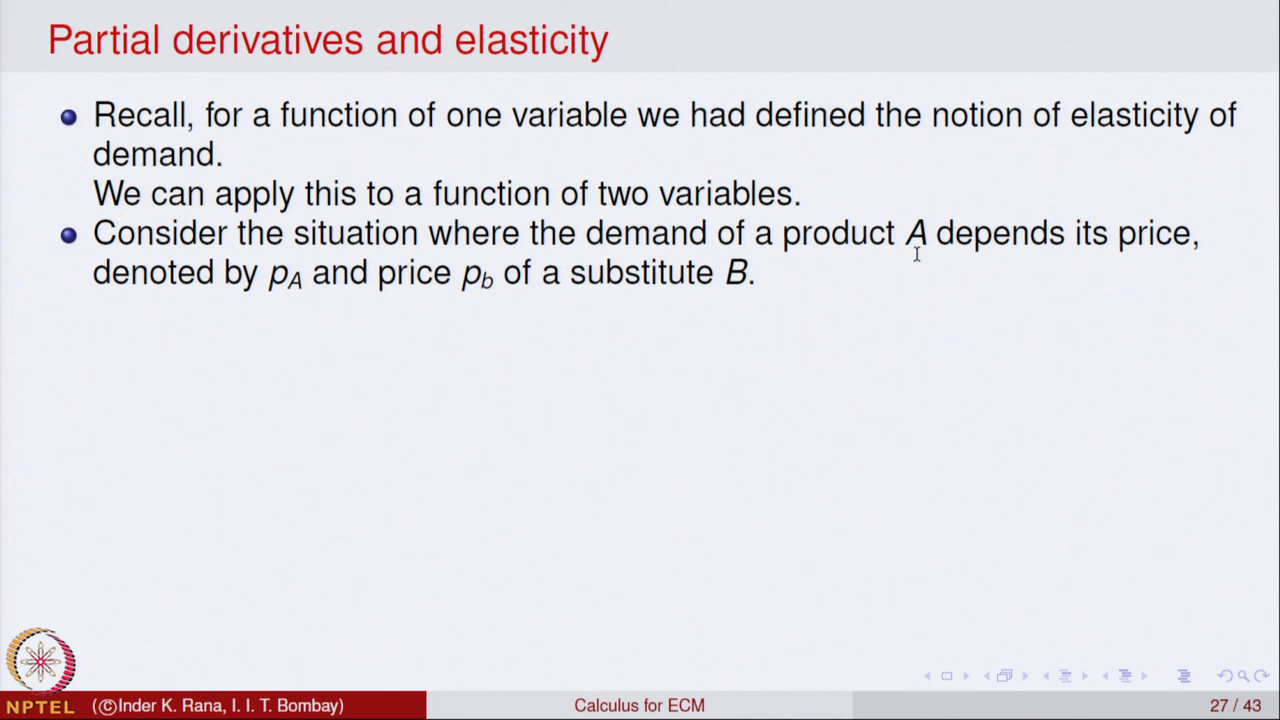 Partial derivatives and elasticity
Recall, for a function of one variable we had defined the notion of elasticity of
demand.
We can apply this to a function of two variables.
Consider the situation where the demand of a product A depends its price,
denoted by p_A and price p_b of a substitute B.
NPTEL
(©Inder K. Rana, I. I. T. Bombay)
Calculus for ECM
27 / 43